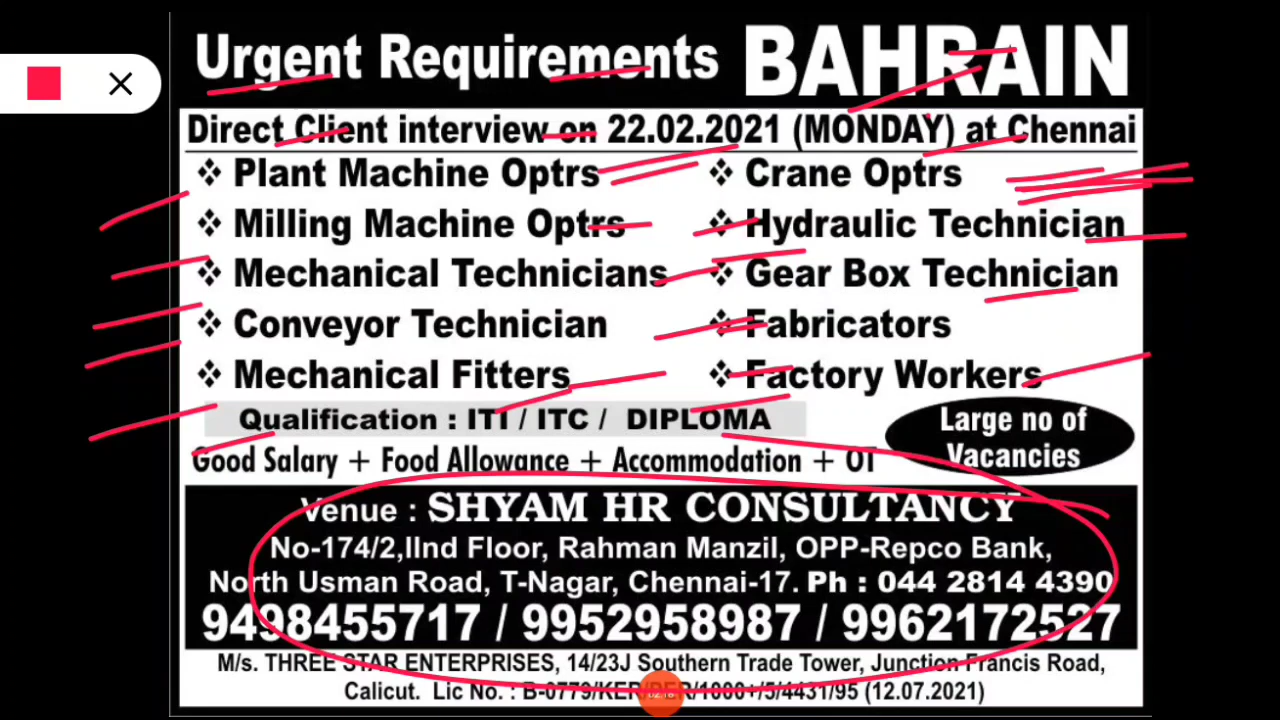 Urgent Requirements BAHRAIN
Direct Client interview on 22.02.2021 (MONDAY) at Chennai
❖ Plant Machine Optrs ❖ Crane Optrs
❖ Milling Machine Optrs ❖ Hydraulic Technician
❖ Mechanical Technicians ❖ Gear Box Technician
❖ Conveyor Technician ❖ Fabricators
❖ Mechanical Fitters ❖ Factory Workers
Qualification : ITI / ITC / DIPLOMA
Large no of
Vacancies
Good Salary + Food Allowance + Accommodation + OT
Venue : SHYAM HR CONSULTANCY
No-174/2,IInd Floor, Rahman Manzil, OPP-Repco Bank,
North Usman Road, T-Nagar, Chennai-17. Ph : 044 2814 4390
9498455717 / 9952958987 / 9962172527
M/s. THREE STAR ENTERPRISES, 14/23J Southern Trade Tower, Junction Francis Road,
Calicut. Lic No. : (12.07.2021)